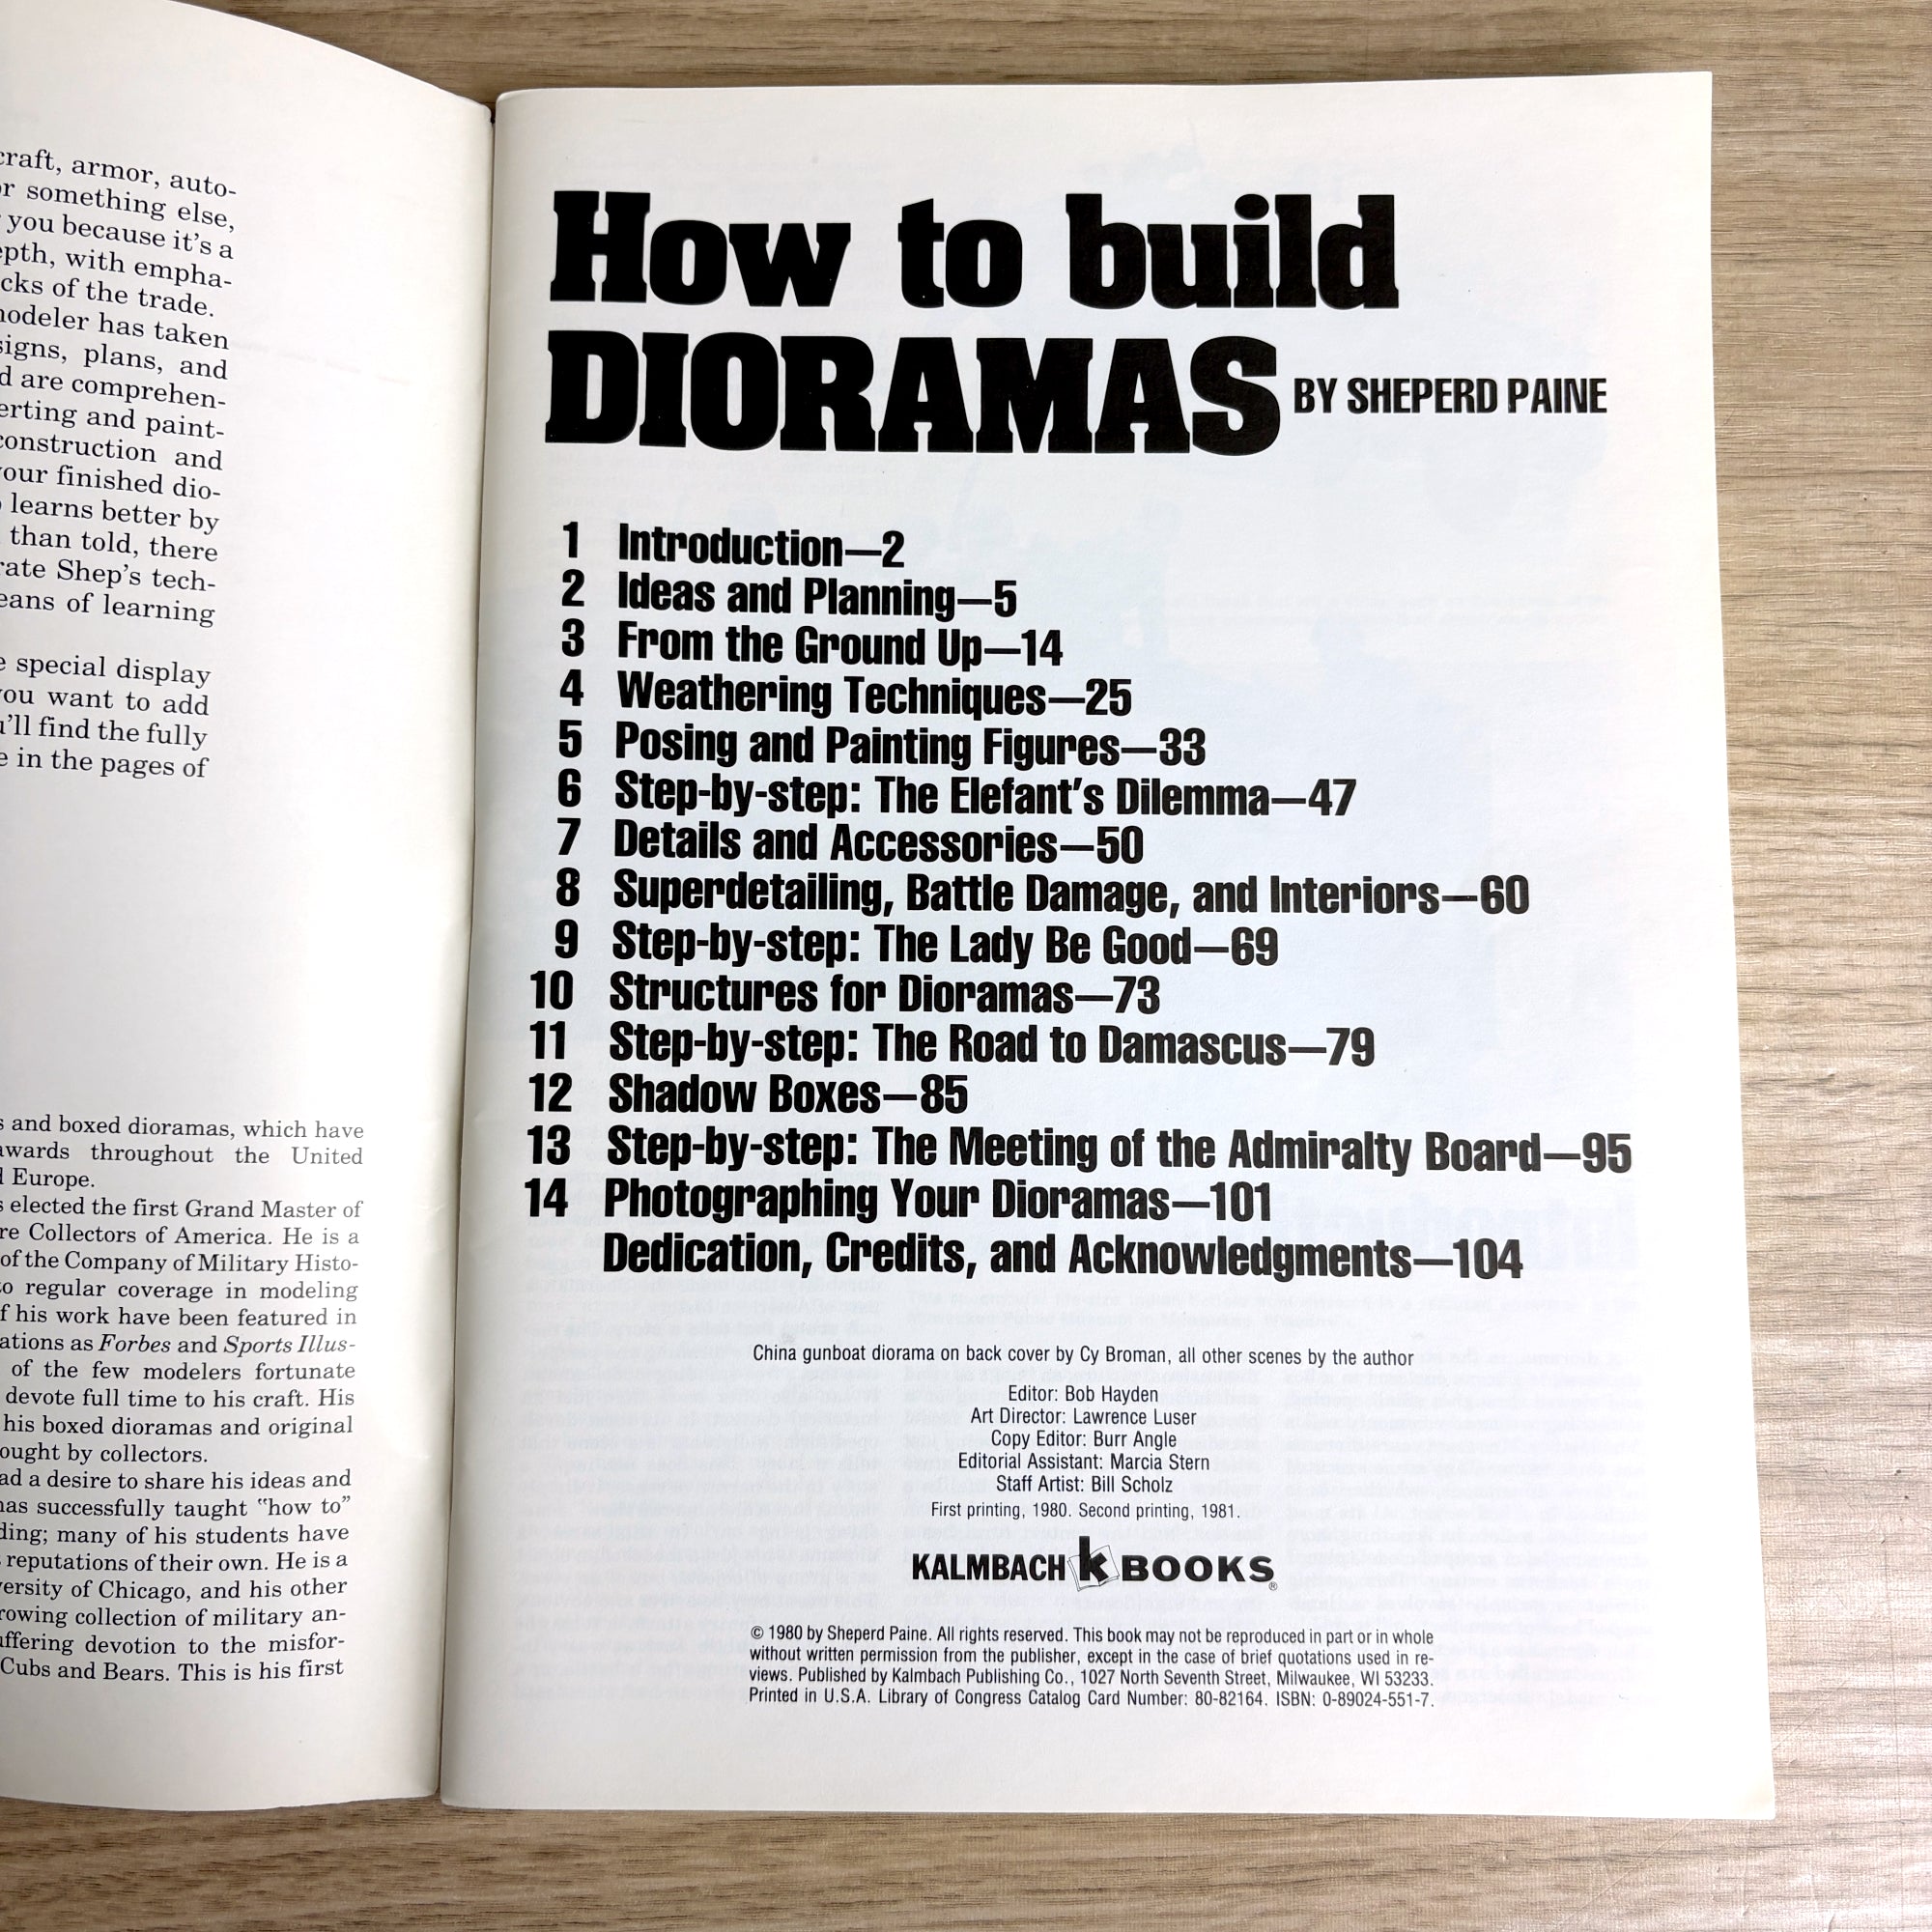 craft, armor, auto-
or something else,
you because it's a
epth, with empha-
cks of the trade.
modeler has taken
signs, plans, and
d are comprehen-
erting and paint-
construction and
your finished dio-
learns better by
than told, there
rate Shep's tech-
eans of learning
e special display
you want to add
u'll find the fully
e in the pages of
s and boxed dioramas, which have
awards throughout the United
d Europe.
s elected the first Grand Master of
re Collectors of America. He is a
of the Company of Military Histo-
to regular coverage in modeling
f his work have been featured in
ations as Forbes and Sports Illus-
of the few modelers fortunate
devote full time to his craft. His
his boxed dioramas and original
ought by collectors.
ad a desire to share his ideas and
has successfully taught "how to"
ding; many of his students have
reputations of their own. He is a
versity of Chicago, and his other
rowing collection of military an-
uffering devotion to the misfor-
Cubs and Bears. This is his first
How to build
DIORAMAS BY SHEPERD PAINE
1 Introduction—2
2 Ideas and Planning—5
3 From the Ground Up—14
4 Weathering Techniques—25
5 Posing and Painting Figures—33
6 Step-by-step: The Elefant's Dilemma—47
7 Details and Accessories—50
8 Superdetailing, Battle Damage, and Interiors—60
9 Step-by-step: The Lady Be Good—69
10 Structures for Dioramas—73
11 Step-by-step: The Road to Damascus—79
12 Shadow Boxes—85
13 Step-by-step: The Meeting of the Admiralty Board—95
14 Photographing Your Dioramas—101
Dedication, Credits, and Acknowledgments—104
China gunboat diorama on back cover by Cy Broman, all other scenes by the author
Editor: Bob Hayden
Art Director: Lawrence Luser
Copy Editor: Burr Angle
Editorial Assistant: Marcia Stern
Staff Artist: Bill Scholz
First printing, 1980. Second printing, 1981.
KALMBACH k BOOKS®
© 1980 by Sheperd Paine. All rights reserved. This book may not be reproduced in part or in whole
without written permission from the publisher, except in the case of brief quotations used in re-
views. Published by Kalmbach Publishing Co., 1027 North Seventh Street, Milwaukee, WI 53233.
Printed in U.S.A. Library of Congress Catalog Card Number: 80-82164. ISBN: 0-89024-551-7.